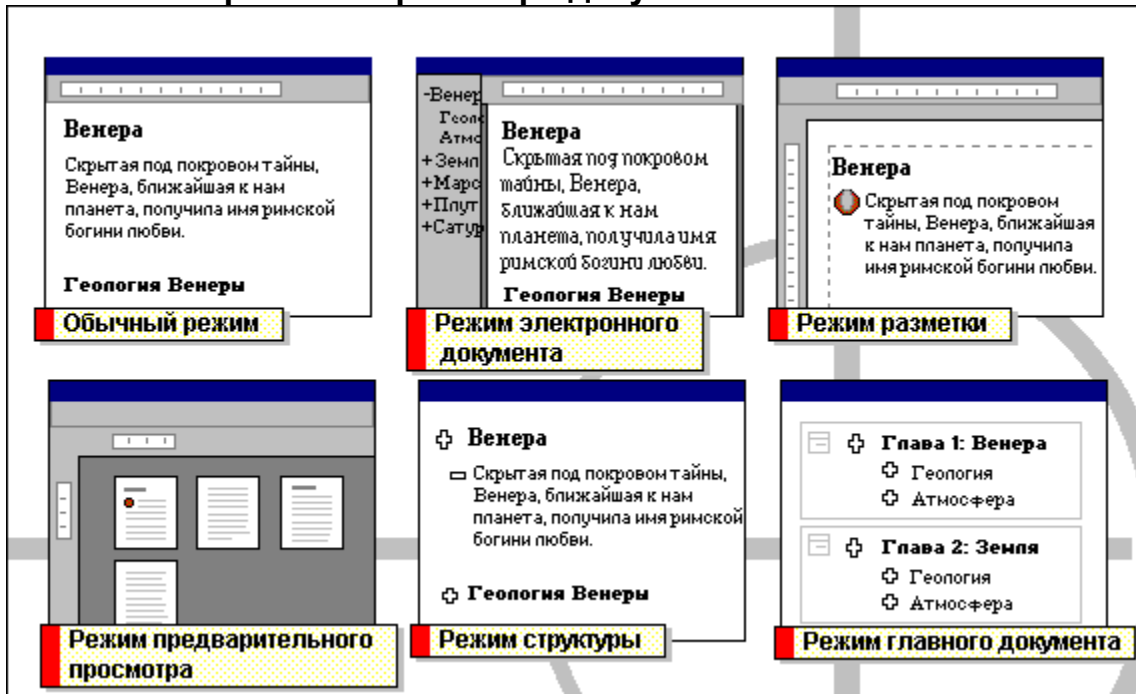 Венера
Скрытая под покровом тайны,
Венера, ближайшая к нам
планета, получила имя римской
богини любви.
Геология Венеры
Обычный режим
-Венер
Геоло
Атмо
+Земл
+Марс
+Плут
+Сатур
Венера
Скрытая под покровом
тайны, Венера,
ближайшая к нам
планета, получила имя
римской богини любви.
Геология Венеры
Режим электронного
документа
Венера
Скрытая под покровом
тайны, Венера, ближайшая
к нам планета, получила
имя римской богини любви.
Режим разметки
Режим предварительного
просмотра
Венера
Скрытая под покровом тайны,
Венера, ближайшая к нам
планета, получила имя римской
богини любви.
Геология Венеры
Режим структуры
Глава 1: Венера
Геология
Атмосфера
Глава 2: Земля
Геология
Атмосфера
Режим главного документа